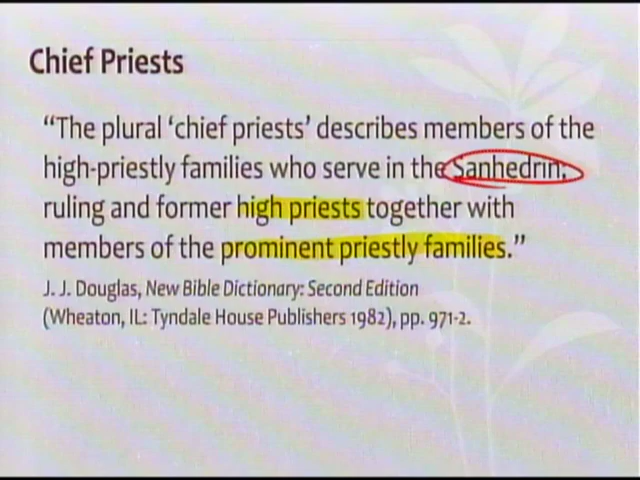 Chief Priests
“The plural ‘chief priests’ describes members of the
high-priestly families who serve in the Sanhedrin,
ruling and former high priests together with
members of the prominent priestly families.”
J. J. Douglas, New Bible Dictionary: Second Edition
(Wheaton, IL: Tyndale House Publishers 1982), pp. 971-2.